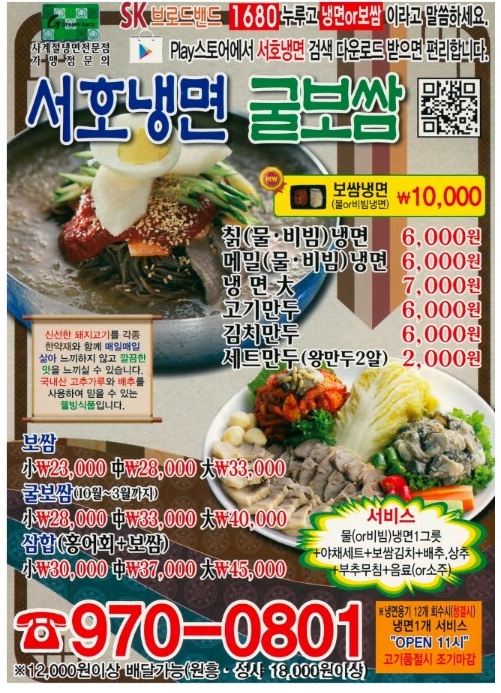 SK브로드밴드 1680누루고 냉면or보쌈 이라고 말씀하세요.
Green card
사계절냉면전문점
가맹점문의
Play스토어에서 서호냉면 검색 다운로드 받으면 편리합니다.
서호냉면 굴보쌈
NEW
보쌈냉면
(물or비빔냉면)
₩10,000
칡(물·비빔)냉면 6,000원
메밀(물·비빔)냉면 6,000원
냉면大 7,000원
고기만두 6,000원
김치만두 6,000원
세트만두(왕만두2알) 2,000원
신선한 돼지고기를 각종
한약재와 함께 매일매일
삶아 느끼하지 않고 깔끔한
맛을 느끼실 수 있습니다.
국내산 고추가루와 배추를
사용하여 믿을 수 있는
웰빙식품입니다.
보쌈
小₩23,000 中₩28,000 大₩33,000
굴보쌈(10월~3월까지)
小₩28,000 中₩33,000 大₩40,000
삼합(홍어회+보쌈)
小₩30,000 中₩37,000 大₩45,000
서비스
물(or비빔)냉면1그릇
+야채세트+보쌈김치+배추,상추
+부추무침+음료(or소주)
☎970-0801
※12,000원이상 배달가능(원흥·성사 18,000원이상)
※냉면용기 12개 회수시(청결시)
냉면1개 서비스
"OPEN 11시"
고기품절시 조기마감